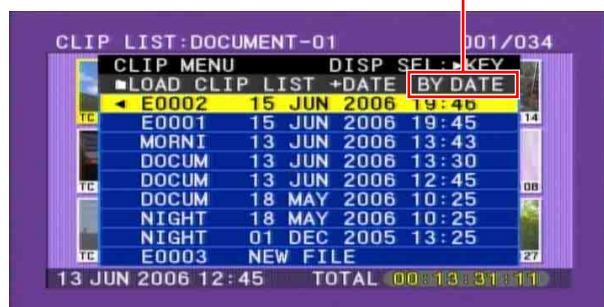 CLIP LIST:DOCUMENT-01 001/034
CLIP MENU DISP SEL:►KEY
LOAD CLIP LIST +DATE BY DATE
◄ E0002 15 JUN 2006 19:46
E0001 15 JUN 2006 19:45
MORNI 13 JUN 2006 13:43
DOCUM 13 JUN 2006 13:30
DOCUM 13 JUN 2006 12:45
DOCUM 18 MAY 2006 10:25
NIGHT 18 MAY 2006 10:25
NIGHT 01 DEC 2005 13:25
E0003 NEW FILE
TC 14
TC 08
TC 27
13 JUN 2006 12:45 TOTAL 00:13:31:11